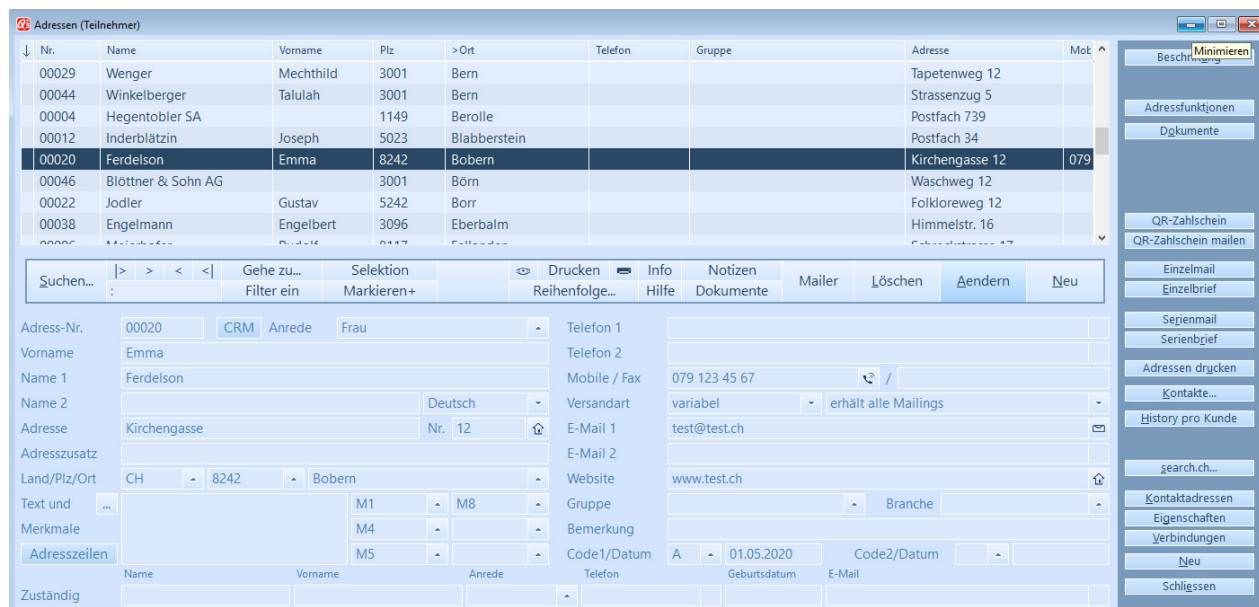 Adressen (Teilnehmer)
Nr. Name Vorname Plz >Ort Telefon Gruppe Adresse Mob
Minimieren
00029 Wenger Mechthild 3001 Bern Tapetenweg 12
00044 Winkelberger Talulah 3001 Bern Strassenzug 5
00004 Hegentobler SA 1149 Berolle Postfach 739
00012 Inderblätzin Joseph 5023 Blabberstein Postfach 34
00020 Ferdelson Emma 8242 Bobern Kirchengasse 12 079
00046 Blöttner & Sohn AG 3001 Börn Waschweg 12
00022 Jodler Gustav 5242 Borr Folkloreweg 12
00038 Engelmann Engelbert 3096 Eberbalm Himmelstr. 16
Suchen... |> > < <| Gehe zu... Selektion Drucken Info Notizen Mailer Löschen Aendern Neu
: Filter ein Markieren+ Reihenfolge... Hilfe Dokumente
Adress-Nr. 00020 CRM Anrede Frau Telefon 1
Vorname Emma Telefon 2
Name 1 Ferdelson Mobile / Fax 079 123 45 67 /
Name 2 Deutsch Versandart variabel erhält alle Mailings
Adresse Kirchengasse Nr. 12 E-Mail 1 test@test.ch
Adresszusatz E-Mail 2
Land/Plz/Ort CH 8242 Bobern Website www.test.ch
Text und ... M1 M8 Gruppe Branche
Merkmale M4 Bemerkung
Adresszeilen M5 Code1/Datum A 01.05.2020 Code2/Datum
Name Vorname Anrede Telefon Geburtsdatum E-Mail
Zuständig
Adressfunktionen
Dokumente
QR-Zahlschein
QR-Zahlschein mailen
Einzelmail
Einzelbrief
Serienmail
Serienbrief
Adressen drucken
Kontakte...
History pro Kunde
search.ch...
Kontaktadressen
Eigenschaften
Verbindungen
Neu
Schliessen